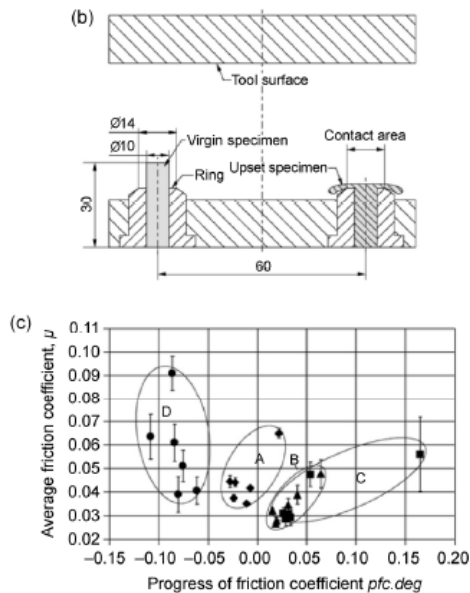 (b)
Tool surface
Ø14
Virgin specimen
Contact area
Ø10
Upset specimen
Ring
30
60
(c)
0.11
0.10
0.09
0.08
0.07
0.06
0.05
0.04
0.03
0.02
Average friction coefficient, µ
D
A
B
C
−0.15 −0.10 −0.05 0.00 0.05 0.10 0.15 0.20
Progress of friction coefficient pfc.deg